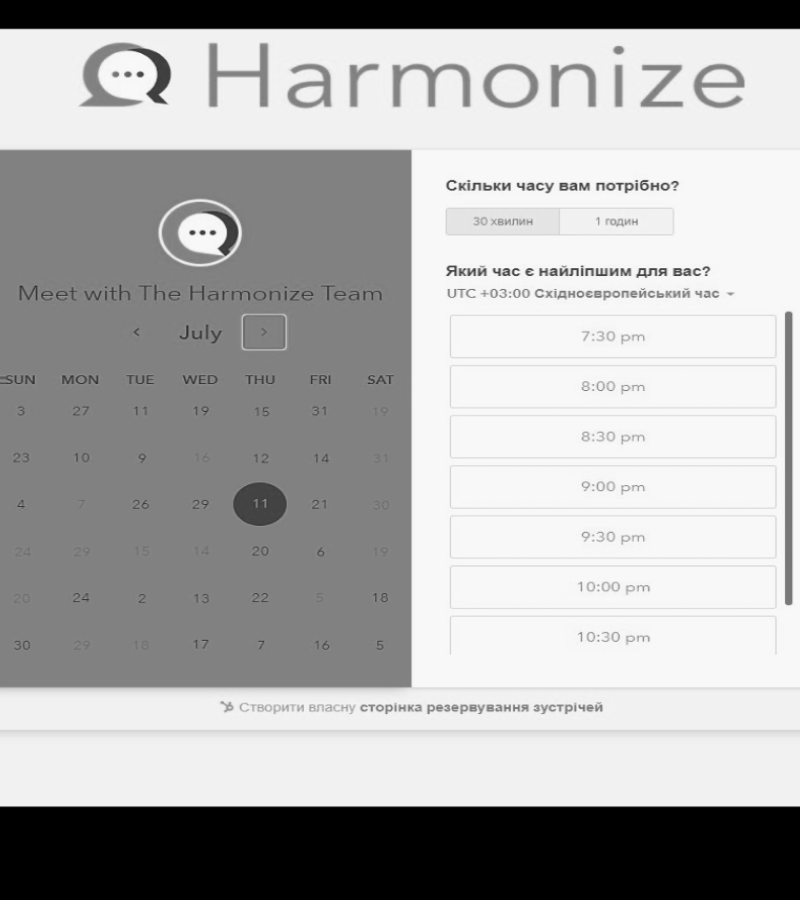 Harmonize
Meet with The Harmonize Team
July
SUN MON TUE WED THU FRI SAT
3 27 11 19 15 31 19
23 10 9 16 12 14 31
4 7 26 29 11 21 30
24 29 15 14 20 6 19
20 24 2 13 22 5 18
30 29 18 17 7 16 5
Скільки часу вам потрібно?
30 хвилин 1 годин
Який час є найліпшим для вас?
UTC +03:00 Східноєвропейський час
7:30 pm
8:00 pm
8:30 pm
9:00 pm
9:30 pm
10:00 pm
10:30 pm
Створити власну сторінка резервування зустрічей